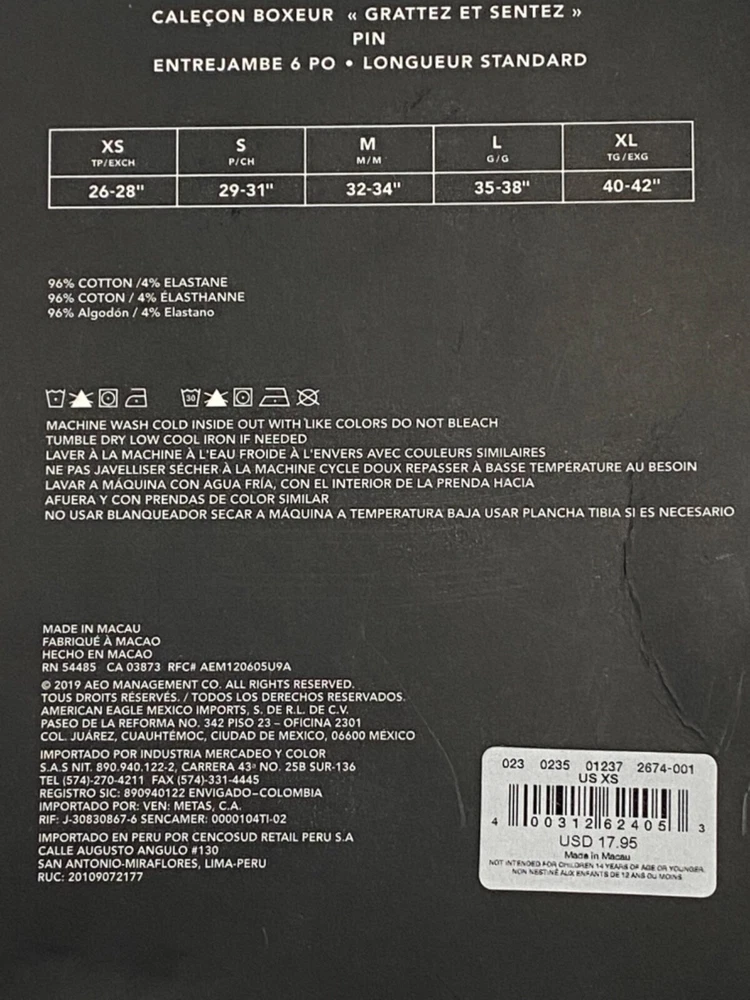 CALEÇON BOXEUR « GRATTEZ ET SENTEZ »
PIN
ENTREJAMBE 6 PO • LONGUEUR STANDARD
XS S M L XL
TP/EXCH P/CH M/M G/G TG/EXG
26-28" 29-31" 32-34" 35-38" 40-42"
96% COTTON /4% ELASTANE
96% COTON / 4% ÉLASTHANNE
96% Algodón / 4% Elastano
30
MACHINE WASH COLD INSIDE OUT WITH LIKE COLORS DO NOT BLEACH
TUMBLE DRY LOW COOL IRON IF NEEDED
LAVER À LA MACHINE À L'EAU FROIDE À L'ENVERS AVEC COULEURS SIMILAIRES
NE PAS JAVELLISER SÉCHER À LA MACHINE CYCLE DOUX REPASSER À BASSE TEMPÉRATURE AU BESOIN
LAVAR A MÁQUINA CON AGUA FRÍA, CON EL INTERIOR DE LA PRENDA HACIA
AFUERA Y CON PRENDAS DE COLOR SIMILAR
NO USAR BLANQUEADOR SECAR A MÁQUINA A TEMPERATURA BAJA USAR PLANCHA TIBIA SI ES NECESARIO
MADE IN MACAU
FABRIQUÉ À MACAO
HECHO EN MACAO
RN 54485 CA 03873 RFC# AEM120605U9A
© 2019 AEO MANAGEMENT CO. ALL RIGHTS RESERVED.
TOUS DROITS RÉSERVÉS. / TODOS LOS DERECHOS RESERVADOS.
AMERICAN EAGLE MEXICO IMPORTS, S. DE R.L. DE C.V.
PASEO DE LA REFORMA NO. 342 PISO 23 – OFICINA 2301
COL. JUÁREZ, CUAUHTÉMOC, CIUDAD DE MEXICO, 06600 MÉXICO
IMPORTADO POR INDUSTRIA MERCADEO Y COLOR
S.A.S NIT. 890.940,122-2, CARRERA 43ª NO. 25B SUR-136
TEL (574)-270-4211 FAX (574)-331-4445
REGISTRO SIC: 890940122 ENVIGADO–COLOMBIA
IMPORTADO POR: VEN: METAS, C.A.
RIF: J-30830867-6 SENCAMER: 0000104TI-02
IMPORTADO EN PERU POR CENCOSUD RETAIL PERU S.A
CALLE AUGUSTO ANGULO #130
SAN ANTONIO-MIRAFLORES, LIMA-PERU
RUC: 20109072177
023 0235 01237 2674-001
US XS
4 00312 62405 3
USD 17.95
Made in Macau
NOT INTENDED FOR CHILDREN 14 YEARS OF AGE OR YOUNGER
NON DESTINÉ AUX ENFANTS DE 12 ANS OU MOINS